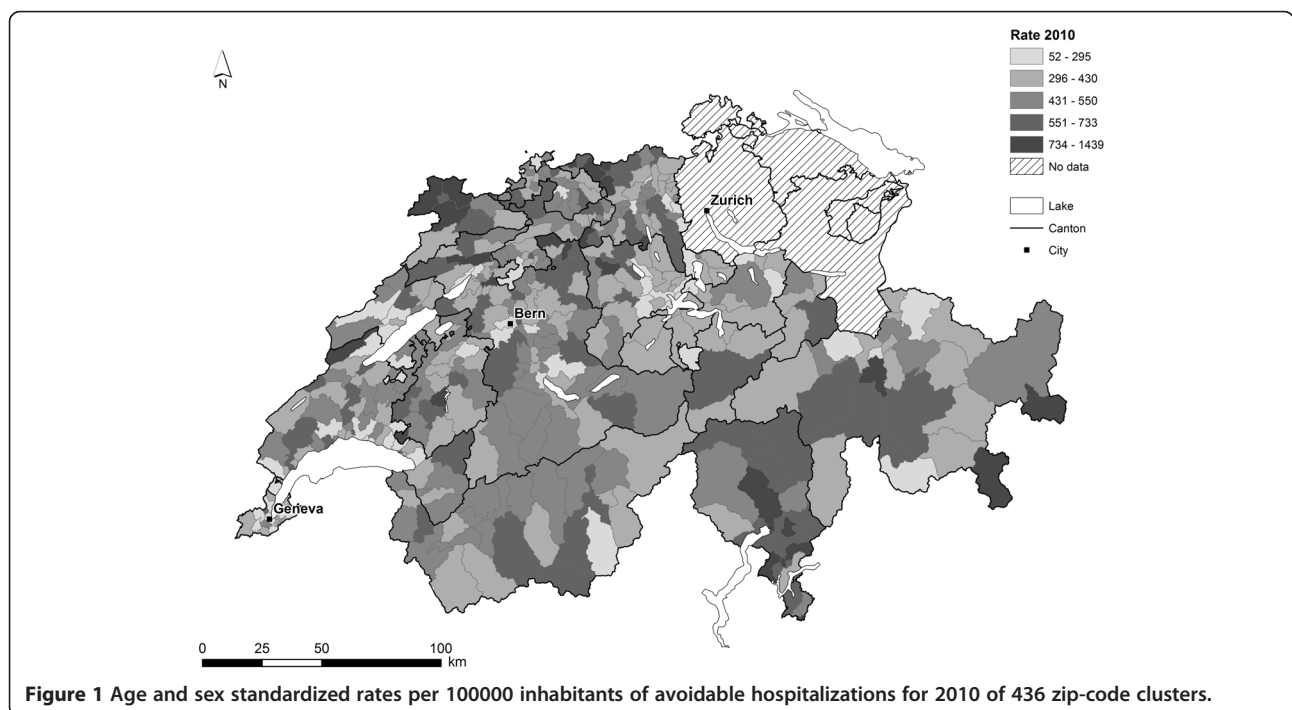 N
Rate 2010
52 - 295
296 - 430
431 - 550
551 - 733
734 - 1439
No data
Lake
Canton
City
Zurich
Bern
Geneva
0 25 50 100
km
Figure 1 Age and sex standardized rates per 100000 inhabitants of avoidable hospitalizations for 2010 of 436 zip-code clusters.